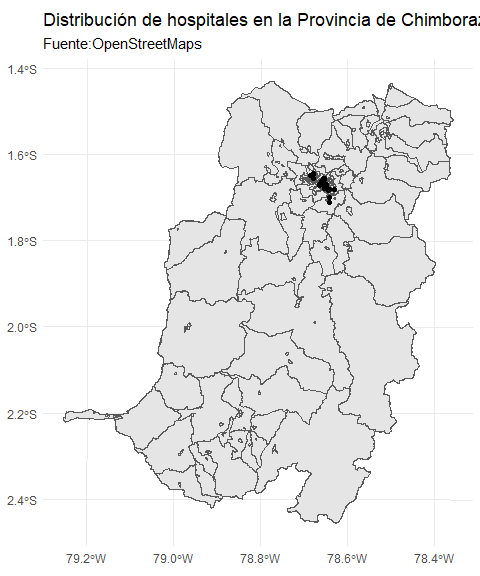 Distribución de hospitales en la Provincia de Chimboraz
Fuente:OpenStreetMaps
1.4°S
1.6°S
1.8°S
2.0°S
2.2°S
2.4°S
79.2°W 79.0°W 78.8°W 78.6°W 78.4°W